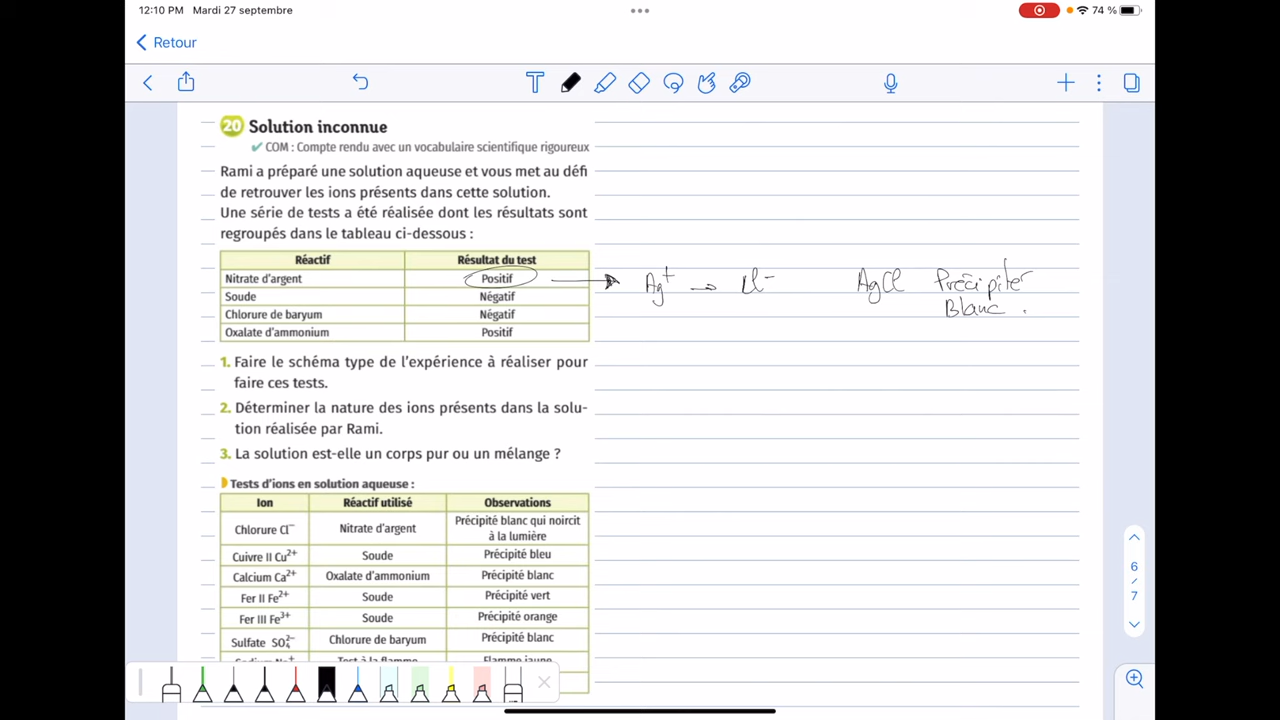 12:10 PM Mardi 27 septembre
74 %
Retour
20 Solution inconnue
✓ COM : Compte rendu avec un vocabulaire scientifique rigoureux
Rami a préparé une solution aqueuse et vous met au défi
de retrouver les ions présents dans cette solution.
Une série de tests a été réalisée dont les résultats sont
regroupés dans le tableau ci-dessous :
Réactif Résultat du test
Nitrate d'argent Positif
Ag+ → Cl− AgCl Précipiter
Blanc .
Soude Négatif
Chlorure de baryum Négatif
Oxalate d'ammonium Positif
1. Faire le schéma type de l'expérience à réaliser pour
faire ces tests.
2. Déterminer la nature des ions présents dans la solu-
tion réalisée par Rami.
3. La solution est-elle un corps pur ou un mélange ?
Tests d'ions en solution aqueuse :
Ion Réactif utilisé Observations
Chlorure Cl− Nitrate d'argent Précipité blanc qui noircit
à la lumière
Cuivre II Cu2+ Soude Précipité bleu
Calcium Ca2+ Oxalate d'ammonium Précipité blanc
Fer II Fe2+ Soude Précipité vert
Fer III Fe3+ Soude Précipité orange
Sulfate SO42− Chlorure de baryum Précipité blanc
Sodium Na+ Test à la flamme Flamme jaune
6
/
7